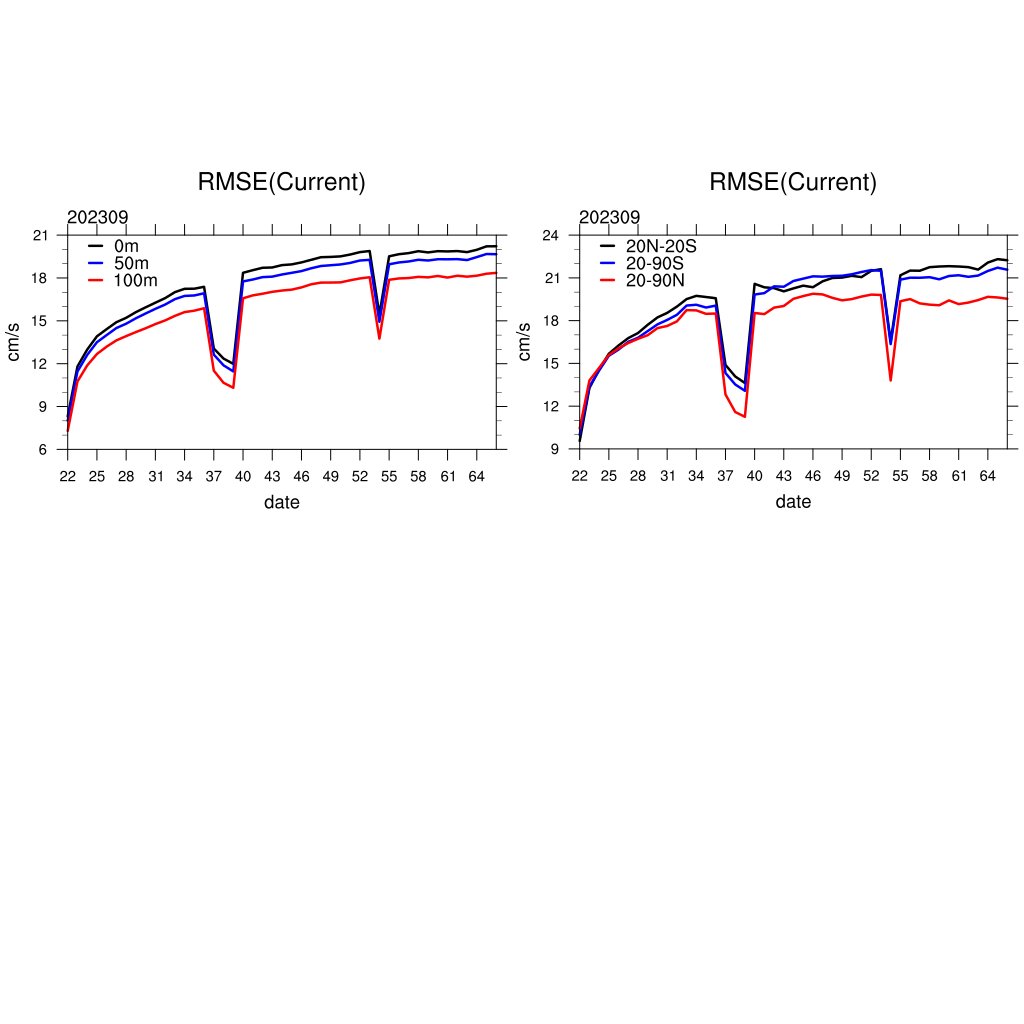 RMSE(Current)
202309
21
18
15
12
9
6
cm/s
0m
50m
100m
22 25 28 31 34 37 40 43 46 49 52 55 58 61 64
date
RMSE(Current)
202309
24
21
18
15
12
9
cm/s
20N-20S
20-90S
20-90N
22 25 28 31 34 37 40 43 46 49 52 55 58 61 64
date